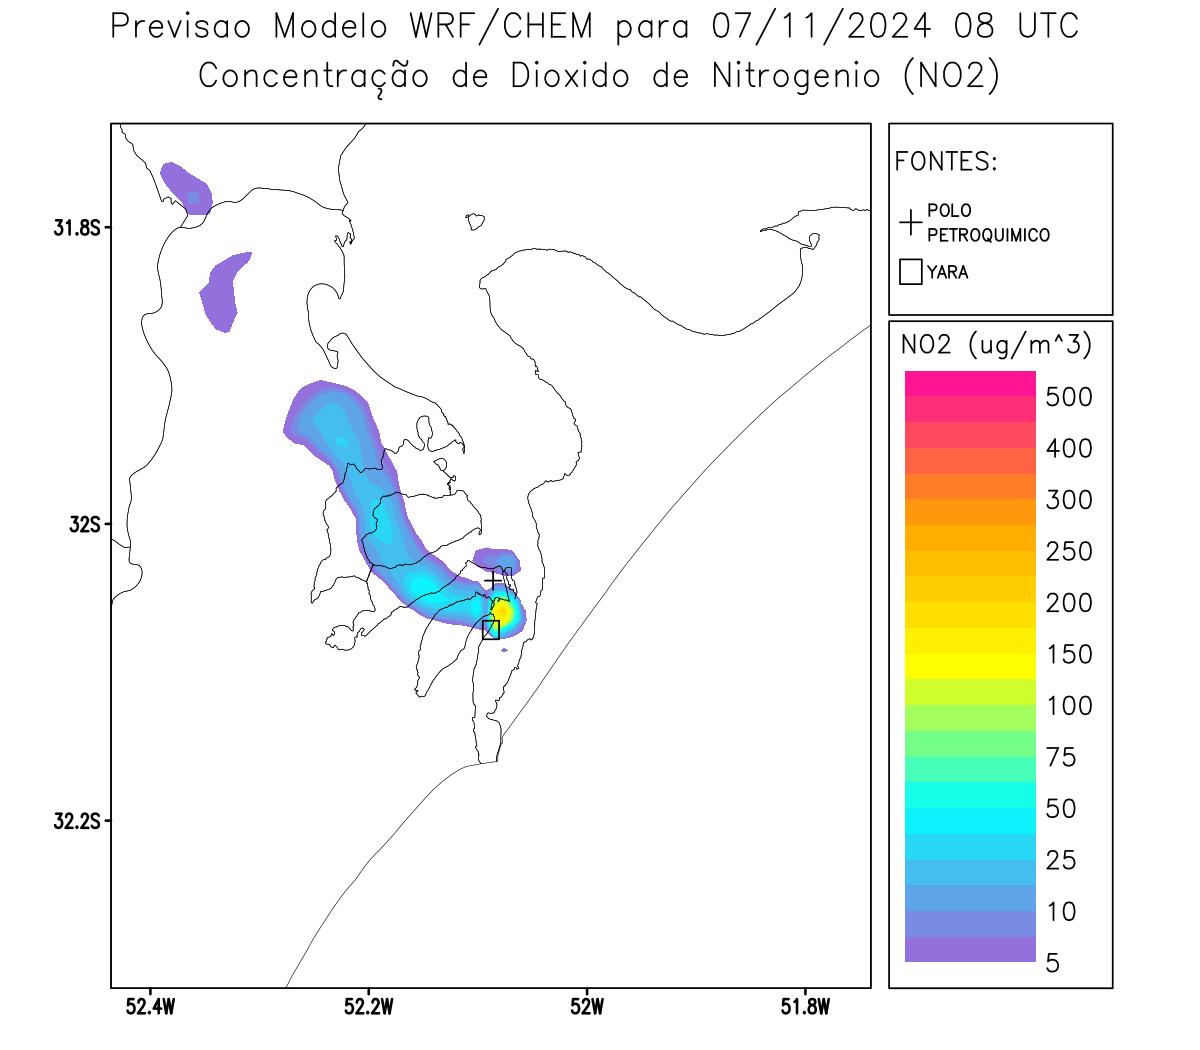 Previsao Modelo WRF/CHEM para 07/11/2024 08 UTC
Concentração de Dioxido de Nitrogenio (NO2)
FONTES:
POLO
PETROQUIMICO
YARA
NO2 (ug/m^3)
500
400
300
250
200
150
100
75
50
25
10
5
31.8S
32S
32.2S
52.4W
52.2W
52W
51.8W